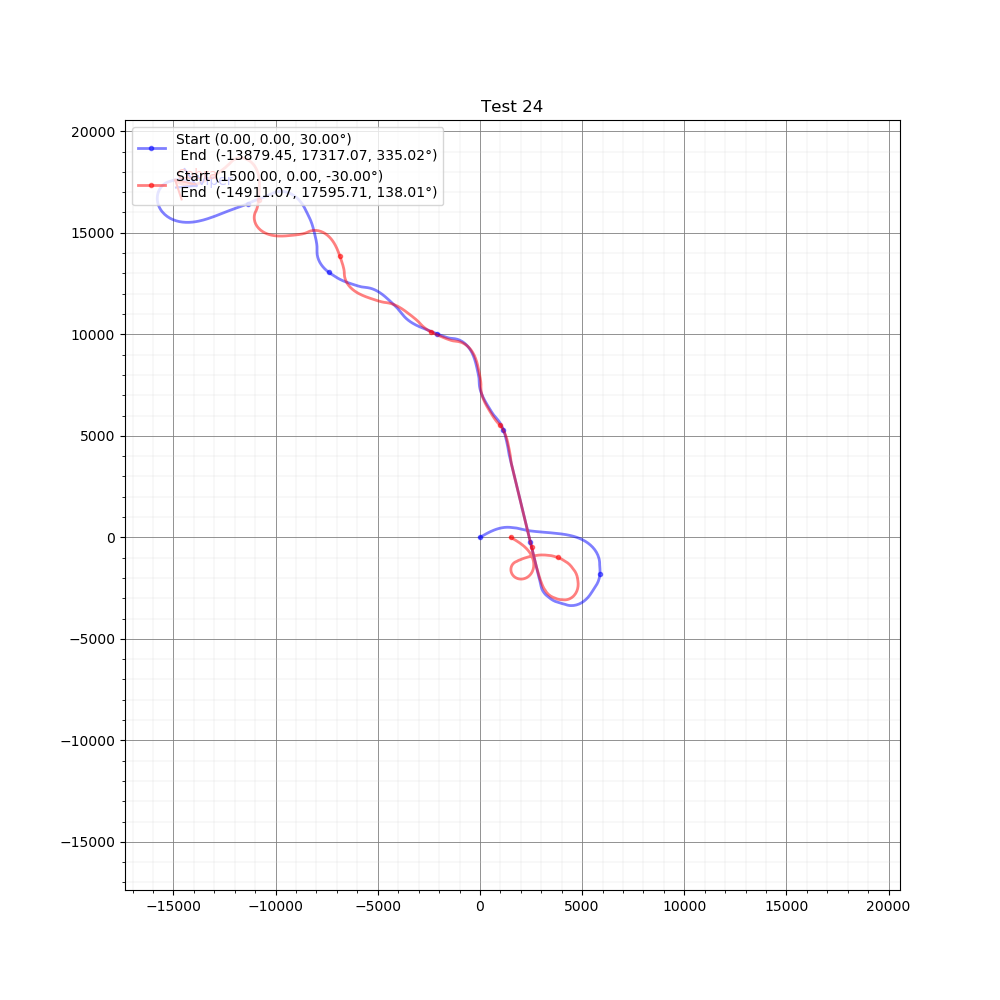 Test 24
20000
15000
10000
5000
0
−5000
−10000
−15000
Start (0.00, 0.00, 30.00°)
End (-13879.45, 17317.07, 335.02°)
Start (1500.00, 0.00, -30.00°)
End (-14911.07, 17595.71, 138.01°)
−15000 −10000 −5000 0 5000 10000 15000 20000